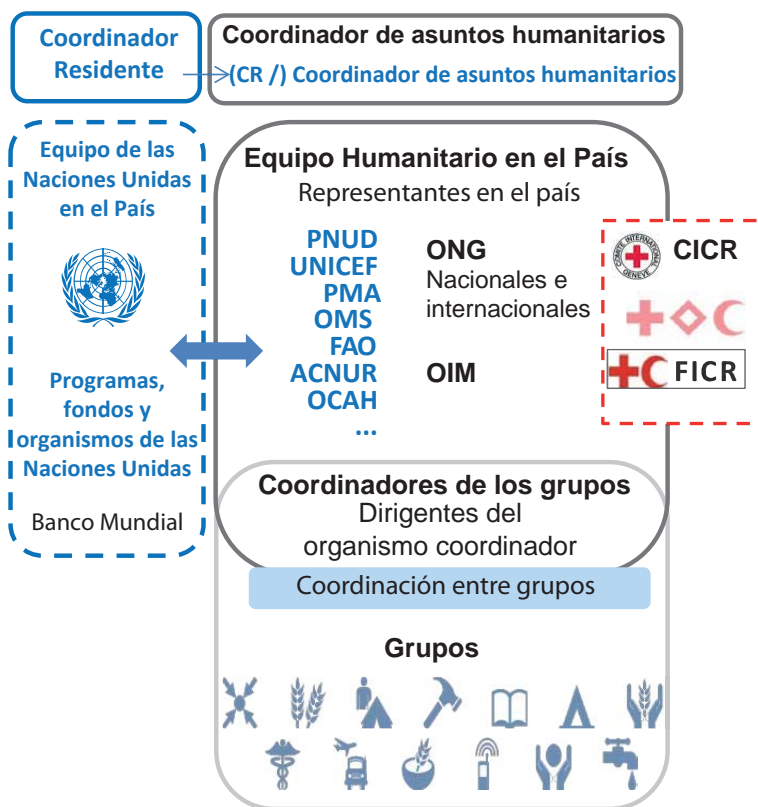 Coordinador
Residente
Coordinador de asuntos humanitarios
(CR /) Coordinador de asuntos humanitarios
Equipo de las
Naciones Unidas
en el País
Programas,
fondos y
organismos de las
Naciones Unidas
Banco Mundial
Equipo Humanitario en el País
Representantes en el país
PNUD
UNICEF
PMA
OMS
FAO
ACNUR
OCAH
...
ONG
Nacionales e
internacionales
OIM
COMITE INTERNATIONAL
GENEVE
CICR
FICR
Coordinadores de los grupos
Dirigentes del
organismo coordinador
Coordinación entre grupos
Grupos